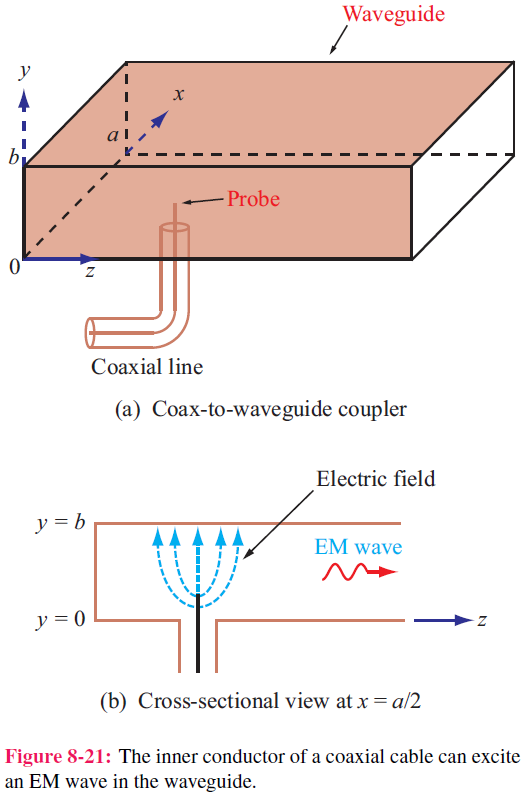 Waveguide
y
x
a
b
Probe
0
z
Coaxial line
(a) Coax-to-waveguide coupler
Electric field
y = b
EM wave
y = 0
z
(b) Cross-sectional view at x = a/2
Figure 8-21: The inner conductor of a coaxial cable can excite
an EM wave in the waveguide.